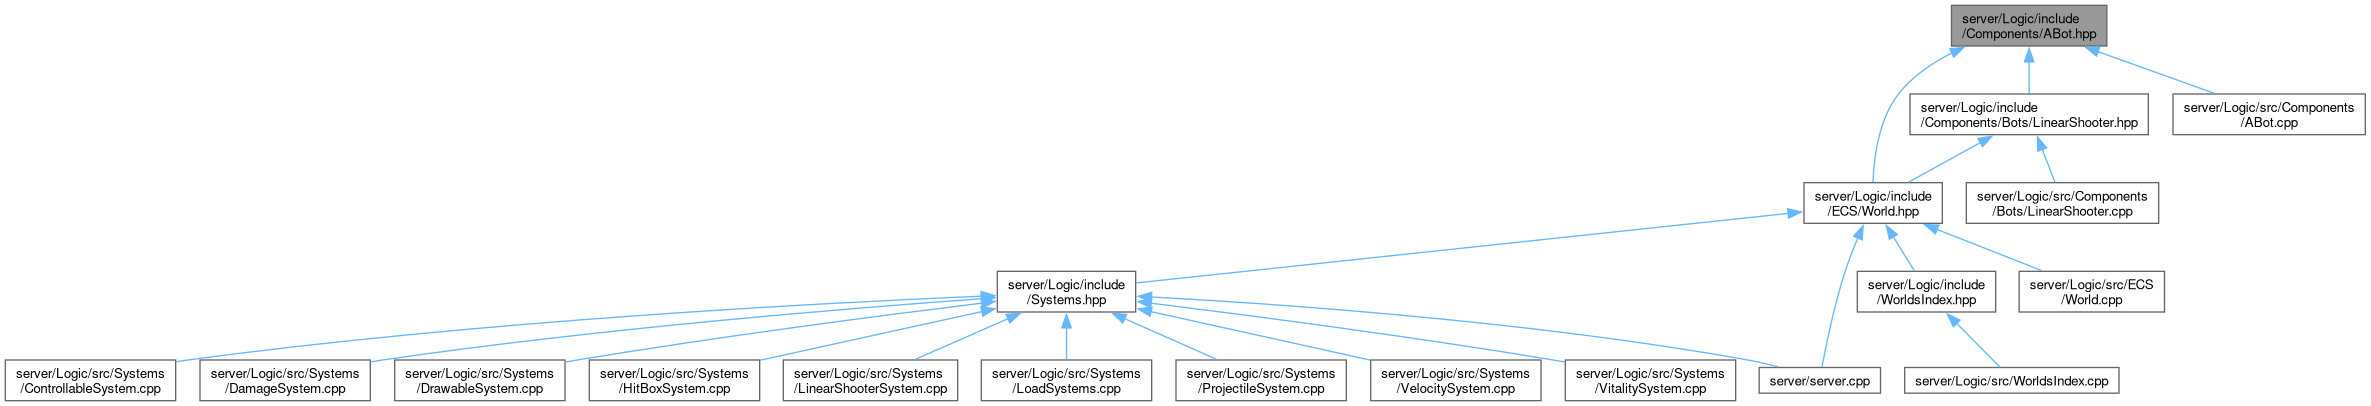 server/Logic/include
/Components/ABot.hpp
server/Logic/include
/Components/Bots/LinearShooter.hpp
server/Logic/src/Components
/ABot.cpp
server/Logic/include
/ECS/World.hpp
server/Logic/src/Components
/Bots/LinearShooter.cpp
server/Logic/include
/Systems.hpp
server/Logic/include
/WorldsIndex.hpp
server/Logic/src/ECS
/World.cpp
server/Logic/src/Systems
/ControllableSystem.cpp
server/Logic/src/Systems
/DamageSystem.cpp
server/Logic/src/Systems
/DrawableSystem.cpp
server/Logic/src/Systems
/HitBoxSystem.cpp
server/Logic/src/Systems
/LinearShooterSystem.cpp
server/Logic/src/Systems
/LoadSystems.cpp
server/Logic/src/Systems
/ProjectileSystem.cpp
server/Logic/src/Systems
/VelocitySystem.cpp
server/Logic/src/Systems
/VitalitySystem.cpp
server/server.cpp
server/Logic/src/WorldsIndex.cpp